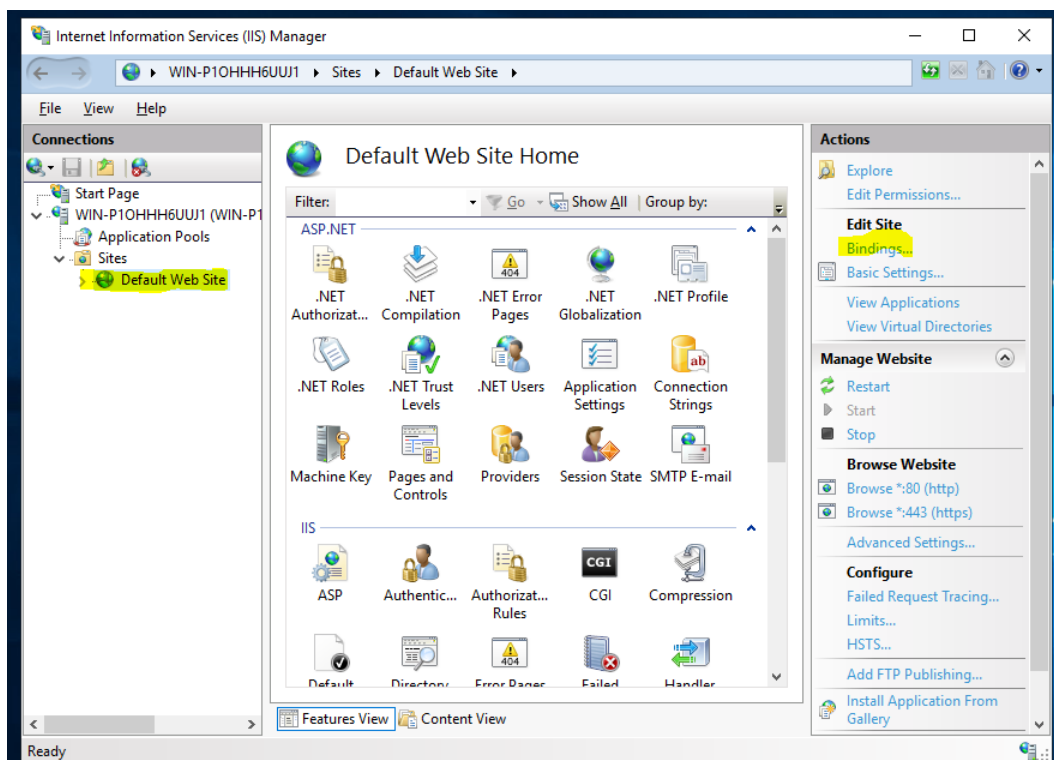 Internet Information Services (IIS) Manager
WIN-P1OHHH6UUJ1 Sites Default Web Site
File View Help
Connections
Start Page
WIN-P1OHHH6UUJ1 (WIN-P1
Application Pools
Sites
Default Web Site
Default Web Site Home
Filter: Go Show All Group by:
ASP.NET
.NET Authorizat...
.NET Compilation
.NET Error Pages
.NET Globalization
.NET Profile
.NET Roles
.NET Trust Levels
.NET Users
Application Settings
Connection Strings
Machine Key
Pages and Controls
Providers
Session State
SMTP E-mail
IIS
ASP
Authentic...
Authorizat... Rules
CGI
Compression
Default
Directory
Error Pages
Failed
Handler
Features View Content View
Actions
Explore
Edit Permissions...
Edit Site
Bindings...
Basic Settings...
View Applications
View Virtual Directories
Manage Website
Restart
Start
Stop
Browse Website
Browse *:80 (http)
Browse *:443 (https)
Advanced Settings...
Configure
Failed Request Tracing...
Limits...
HSTS...
Add FTP Publishing...
Install Application From
Gallery
Ready